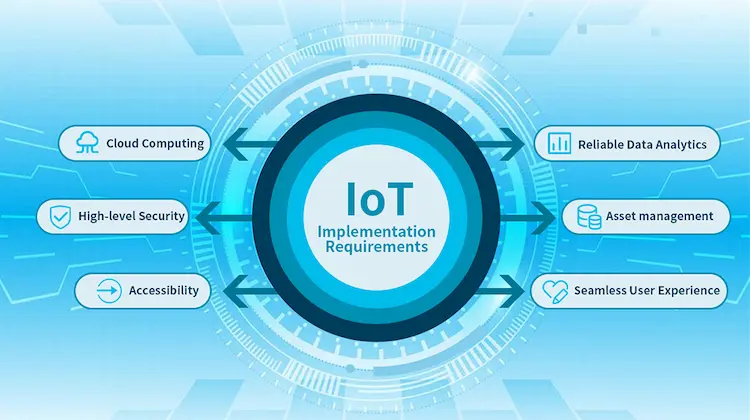 IoT
Implementation
Requirements
Cloud Computing
High-level Security
Accessibility
Reliable Data Analytics
Asset management
Seamless User Experience